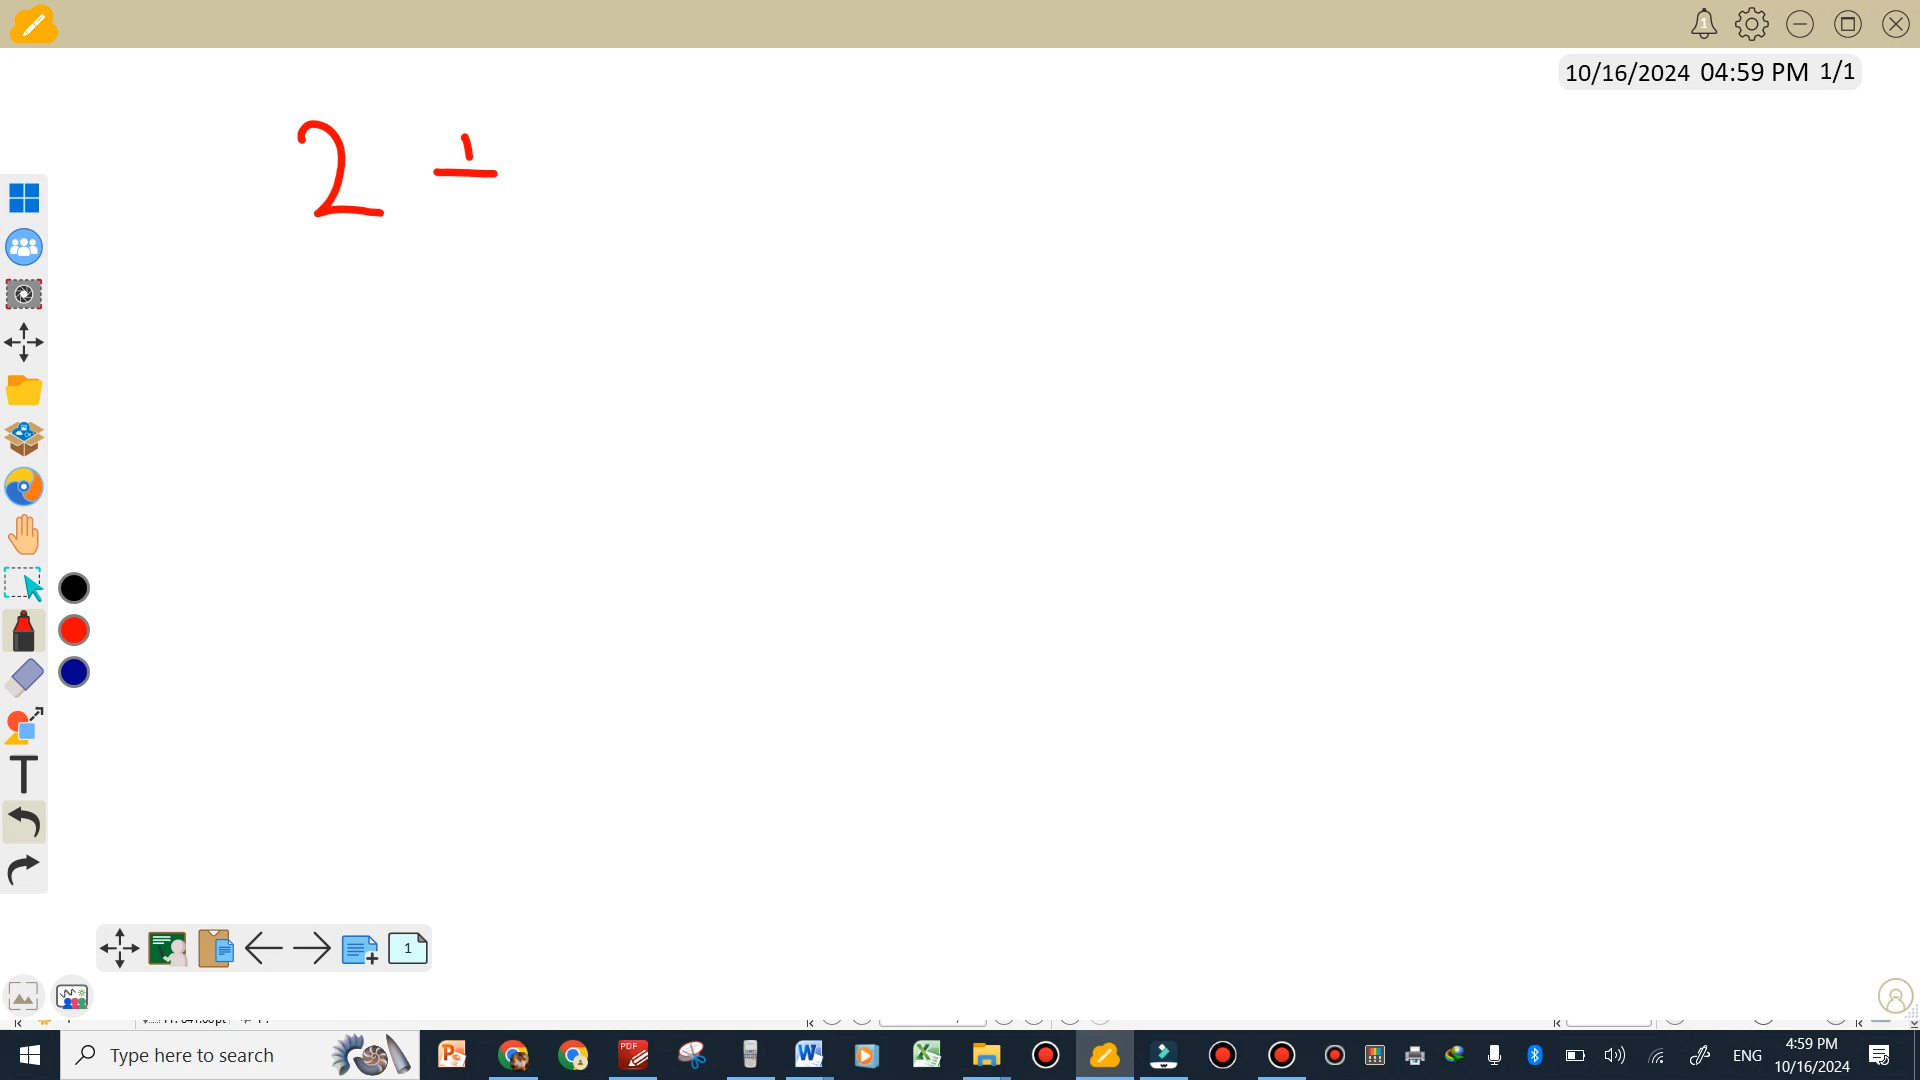 10/16/2024 04:59 PM 1/1
2 ÷
1
Type here to search
ENG
4:59 PM
10/16/2024